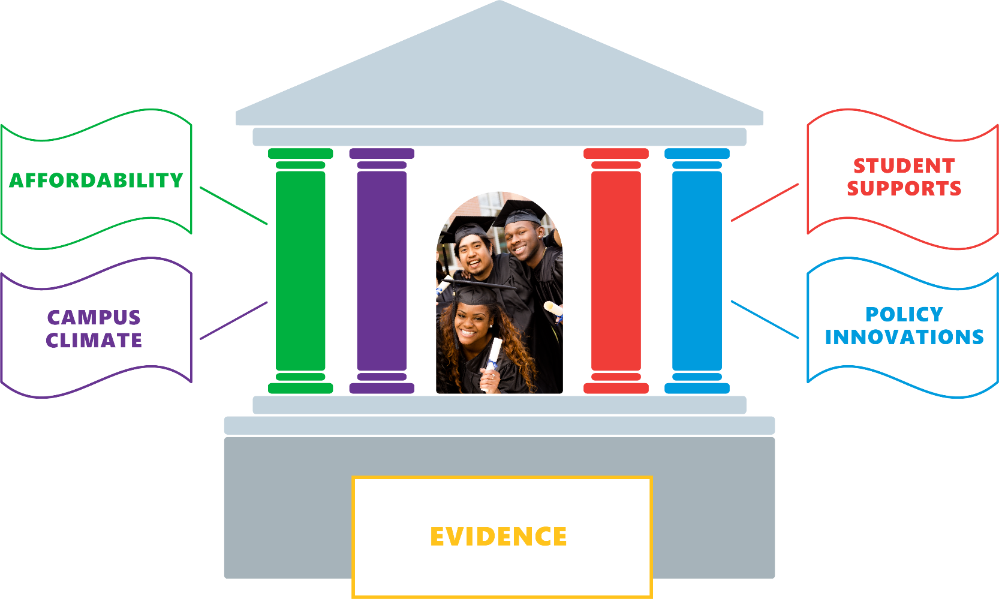 AFFORDABILITY
CAMPUS
CLIMATE
STUDENT
SUPPORTS
POLICY
INNOVATIONS
EVIDENCE